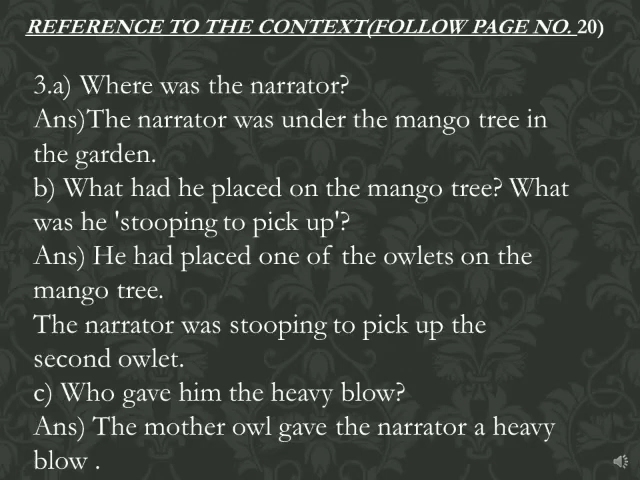 REFERENCE TO THE CONTEXT(FOLLOW PAGE NO. 20)
3.a) Where was the narrator?
Ans)The narrator was under the mango tree in
the garden.
b) What had he placed on the mango tree? What
was he 'stooping to pick up'?
Ans) He had placed one of the owlets on the
mango tree.
The narrator was stooping to pick up the
second owlet.
c) Who gave him the heavy blow?
Ans) The mother owl gave the narrator a heavy
blow .